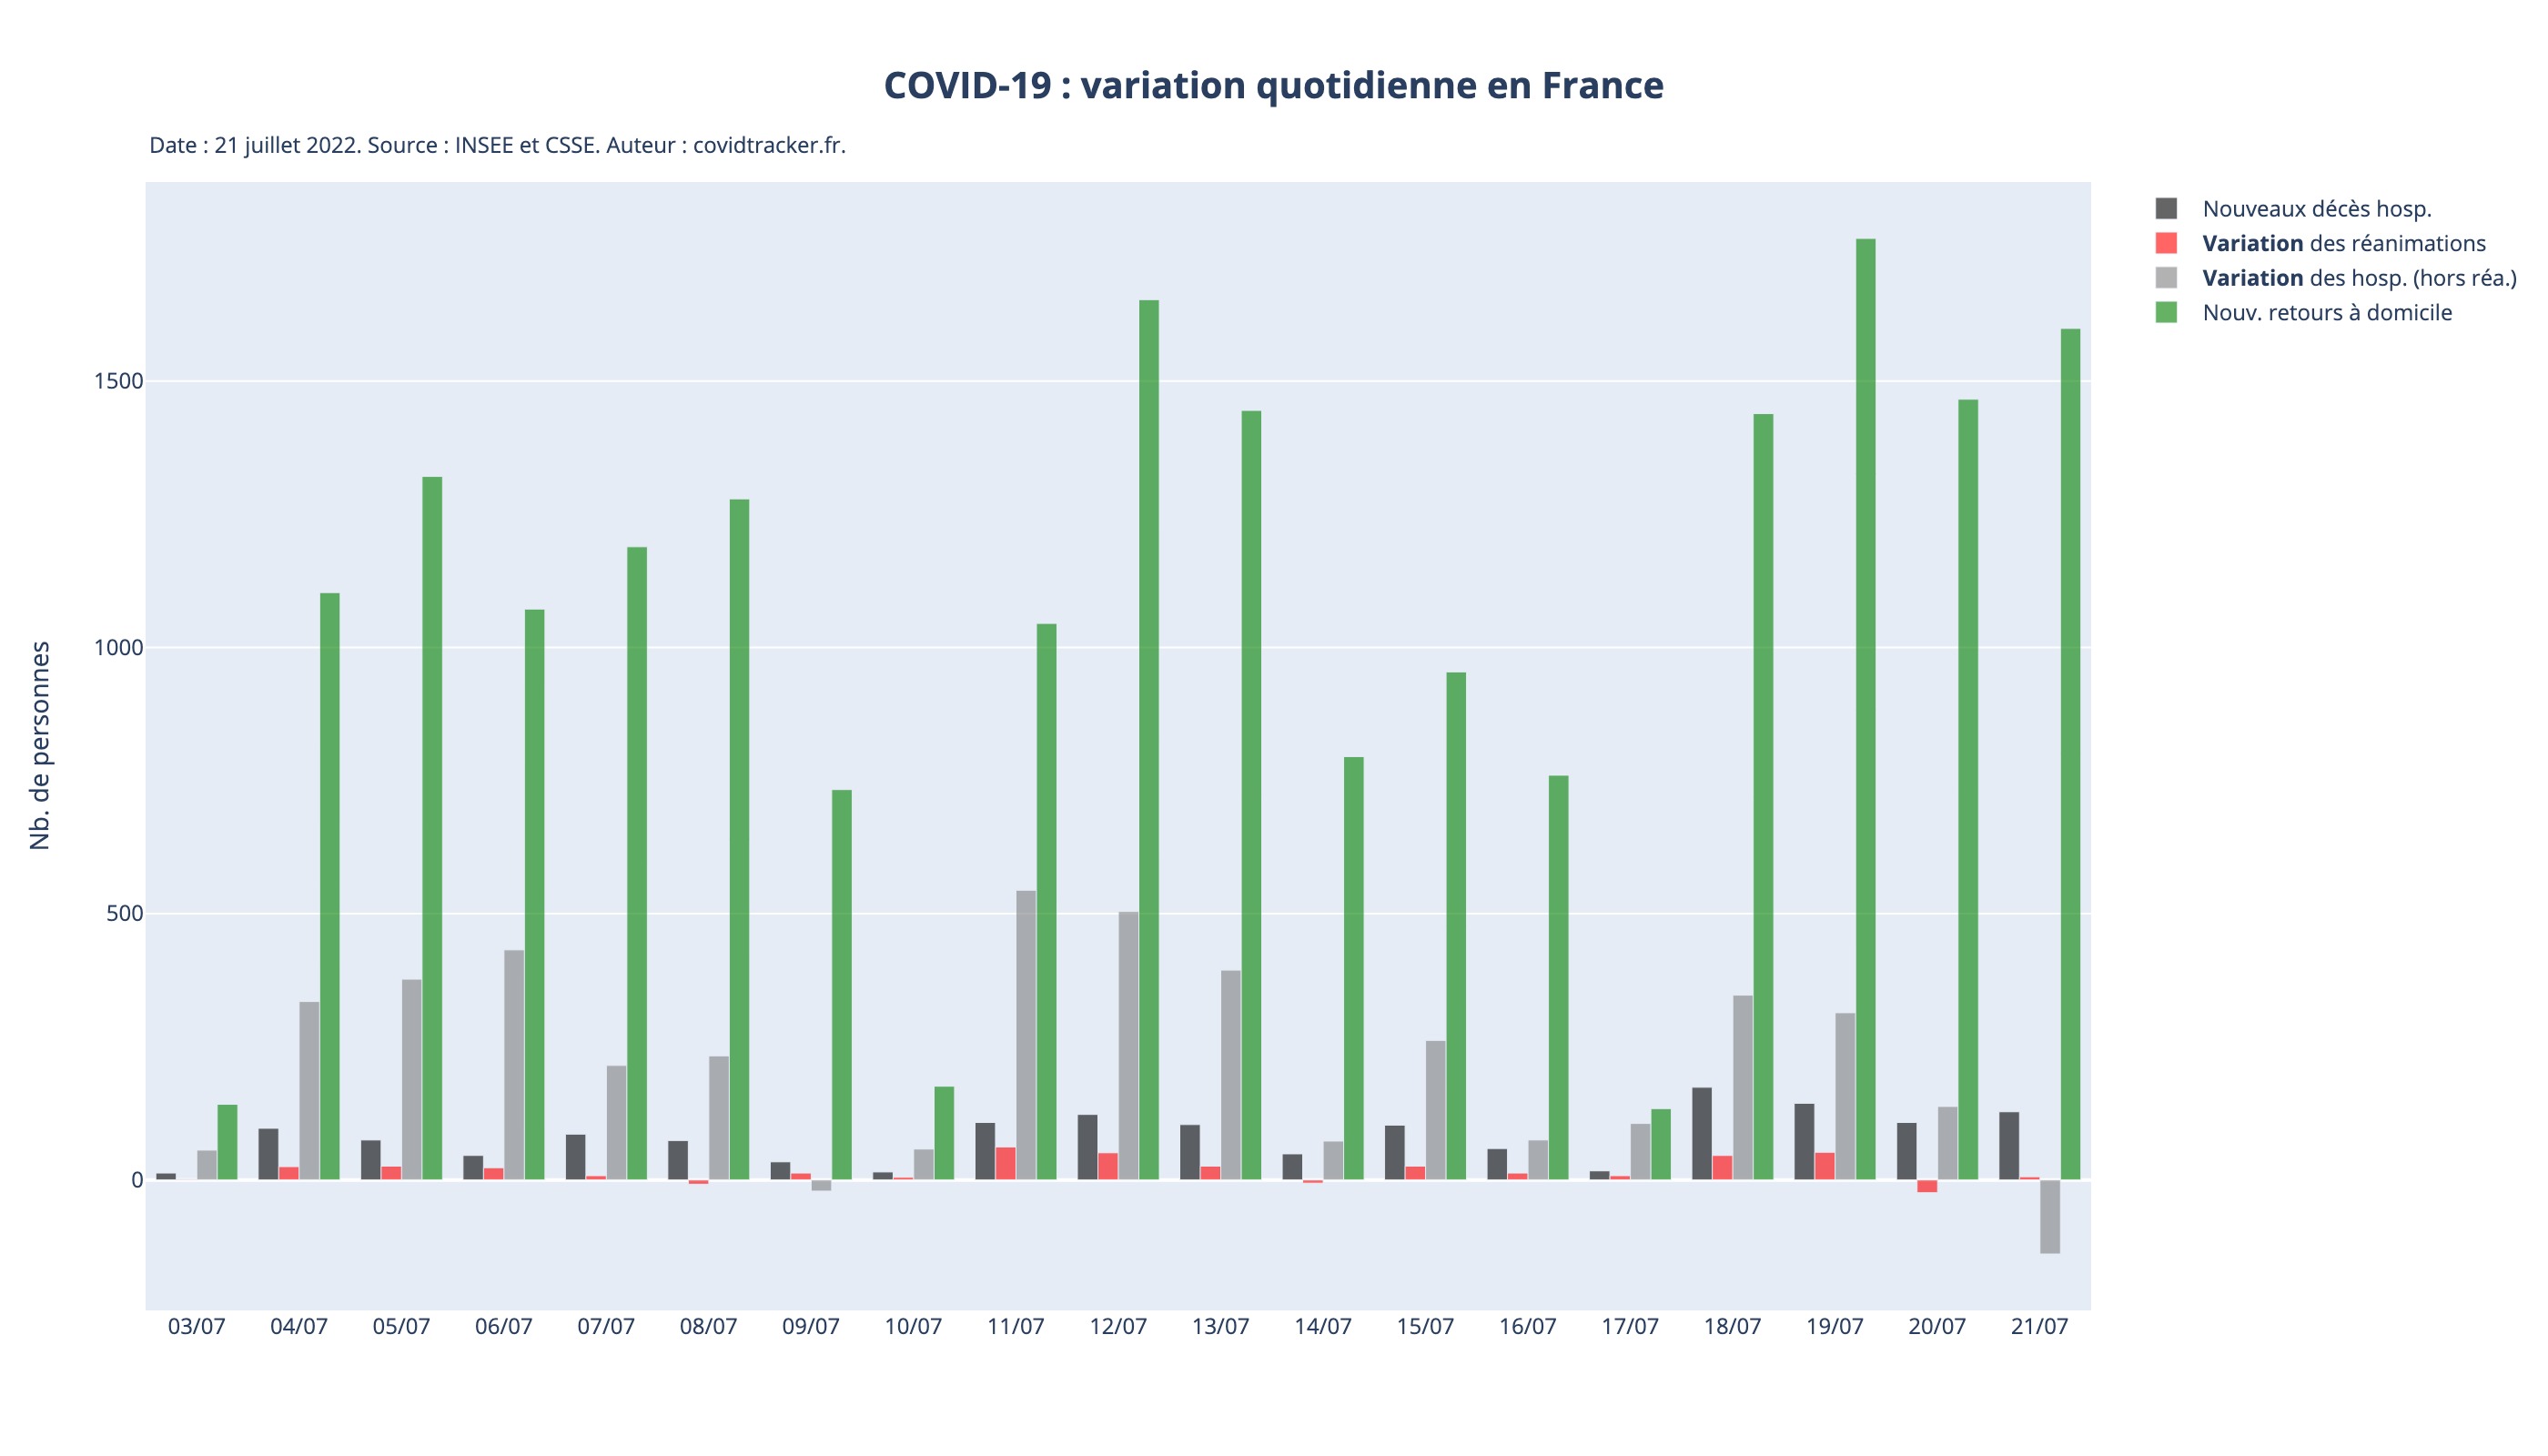 COVID-19 : variation quotidienne en France
Date : 21 juillet 2022. Source : INSEE et CSSE. Auteur : covidtracker.fr.
Nouveaux décès hosp.
Variation des réanimations
Variation des hosp. (hors réa.)
Nouv. retours à domicile
Nb. de personnes
1500
1000
500
0
03/07 04/07 05/07 06/07 07/07 08/07 09/07 10/07 11/07 12/07 13/07 14/07 15/07 16/07 17/07 18/07 19/07 20/07 21/07